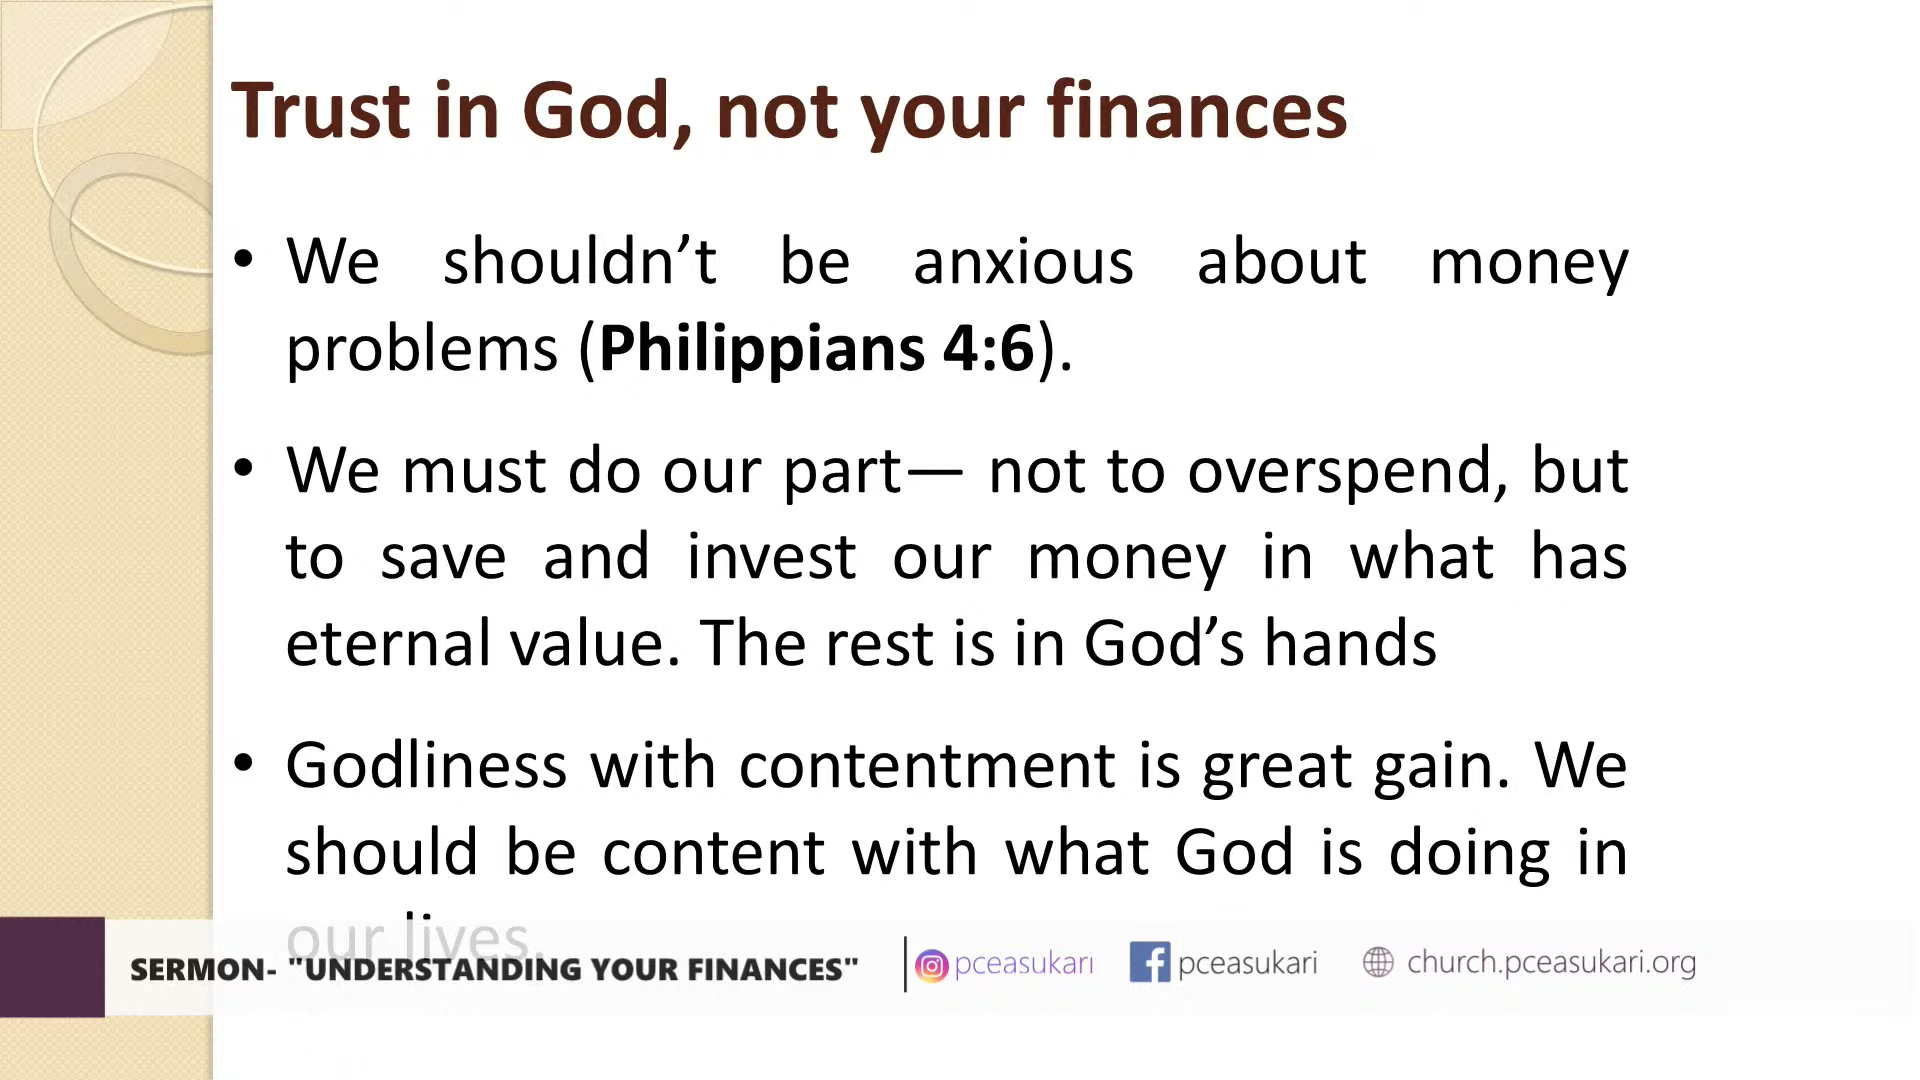 Trust in God, not your finances
• We shouldn’t be anxious about money
problems (Philippians 4:6).
• We must do our part— not to overspend, but
to save and invest our money in what has
eternal value. The rest is in God’s hands
• Godliness with contentment is great gain. We
should be content with what God is doing in
our lives.
SERMON- "UNDERSTANDING YOUR FINANCES" pceasukari pceasukari church.pceasukari.org